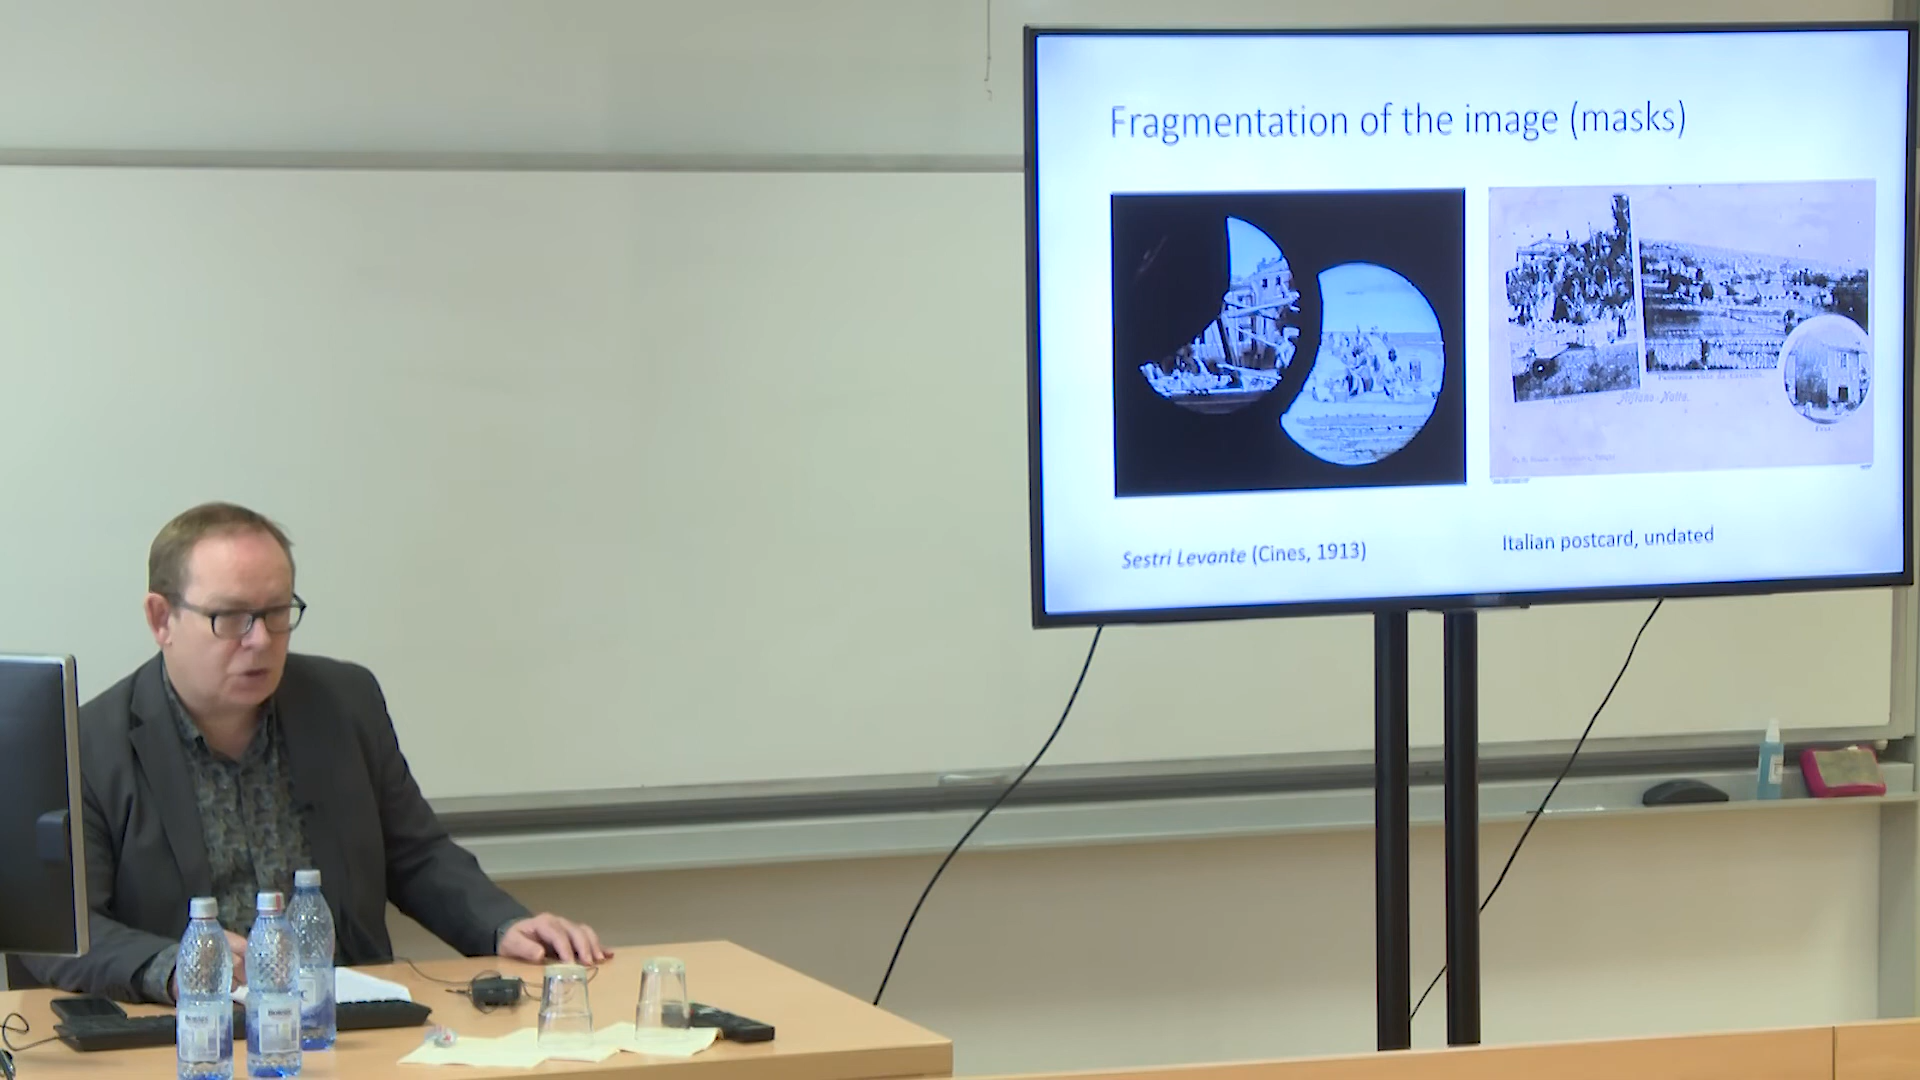 Fragmentation of the image (masks)
Sestri Levante (Cines, 1913)
Italian postcard, undated